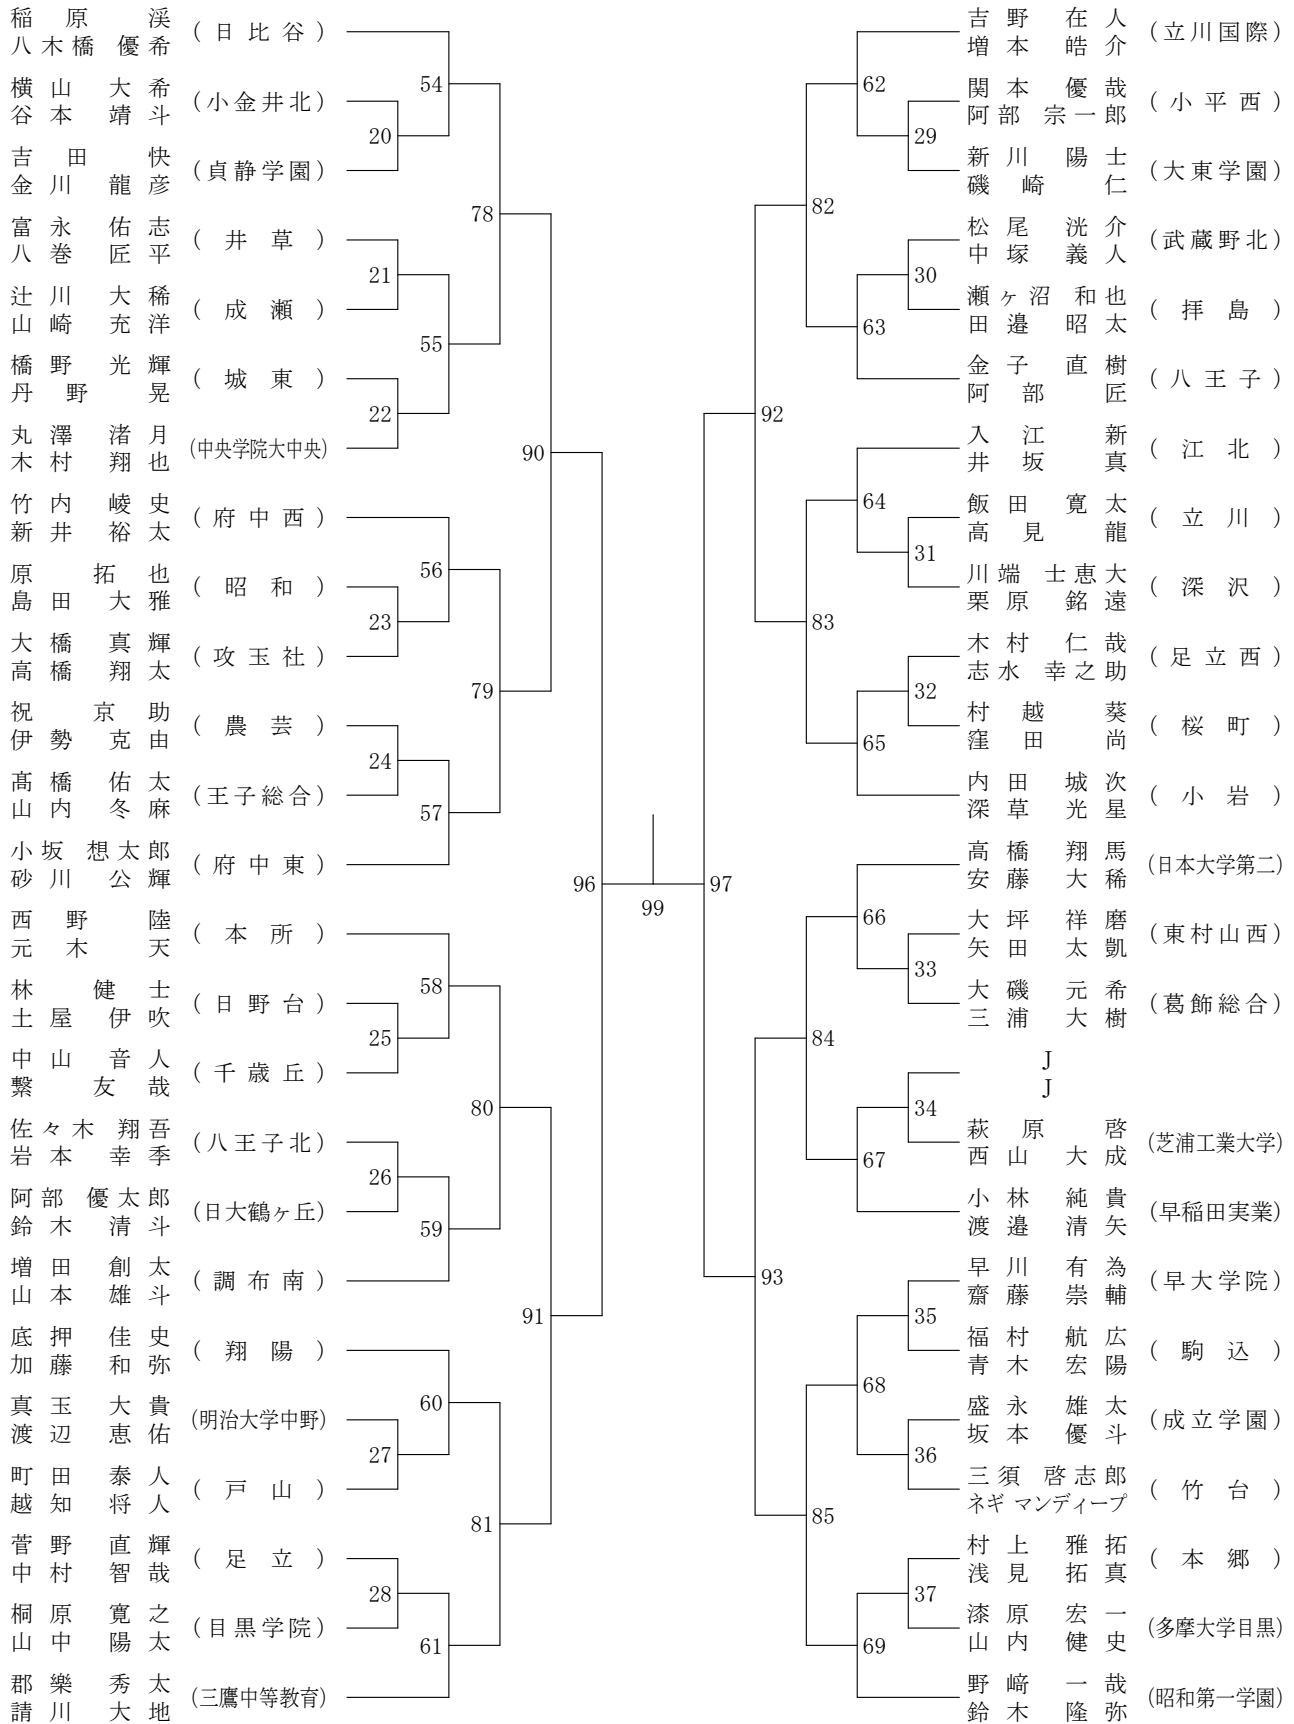 稲原 渓
八木橋 優希
(日比谷)
横山 大希
谷本 靖斗
(小金井北)
吉田 快
金川 龍彦
(貞静学園)
富永 佑志
八巻 匠平
(井草)
辻川 大稀
山崎 充洋
(成瀬)
橋野 光輝
丹野 晃
(城東)
丸澤 渚月
木村 翔也
(中央学院大中央)
竹内 崚史
新井 裕太
(府中西)
原 拓也
島田 大雅
(昭和)
大橋 真輝
高橋 翔太
(攻玉社)
祝 京助
伊勢 克由
(農芸)
髙橋 佑太
山内 冬麻
(王子総合)
小坂 想太郎
砂川 公輝
(府中東)
西野 陸
元木 天
(本所)
林 健士
土屋 伊吹
(日野台)
中山 音人
繋 友哉
(千歳丘)
佐々木 翔吾
岩本 幸季
(八王子北)
阿部 優太郎
鈴木 清斗
(日大鶴ヶ丘)
増田 創太
山本 雄斗
(調布南)
底押 佳史
加藤 和弥
(翔陽)
真玉 大貴
渡辺 恵佑
(明治大学中野)
町田 泰人
越知 将人
(戸山)
菅野 直輝
中村 智哉
(足立)
桐原 寛之
山中 陽太
(目黒学院)
郡樂 秀太
請川 大地
(三鷹中等教育)
20
21
22
23
24
25
26
27
28
54
55
56
57
58
59
60
61
78
79
80
81
90
91
96
99
97
92
93
82
83
84
85
62
63
64
65
66
67
68
69
29
30
31
32
33
34
35
36
37
吉野 在人
増本 皓介
(立川国際)
関本 優哉
阿部 宗一郎
(小平西)
新川 陽士
磯崎 仁
(大東学園)
松尾 洸介
中塚 義人
(武蔵野北)
瀬ヶ沼 和也
田邉 昭太
(拝島)
金子 直樹
阿部 匠
(八王子)
入江 新
井坂 真
(江北)
飯田 寛太
高見 龍
(立川)
川端 士恵大
栗原 銘遠
(深沢)
木村 仁哉
志水 幸之助
(足立西)
村越 葵
窪田 尚
(桜町)
内田 城次
深草 光星
(小岩)
高橋 翔馬
安藤 大稀
(日本大学第二)
大坪 祥磨
矢田 太凱
(東村山西)
大磯 元希
三浦 大樹
(葛飾総合)
J
J
萩原 啓
西山 大成
(芝浦工業大学)
小林 純貴
渡邉 清矢
(早稲田実業)
早川 有為
齋藤 崇輔
(早大学院)
福村 航広
青木 宏陽
(駒込)
盛永 雄太
坂本 優斗
(成立学園)
三須 啓志郎
ネギ マンディープ
(竹台)
村上 雅拓
浅見 拓真
(本郷)
漆原 宏一
山内 健史
(多摩大学目黒)
野﨑 一哉
鈴木 隆弥
(昭和第一学園)